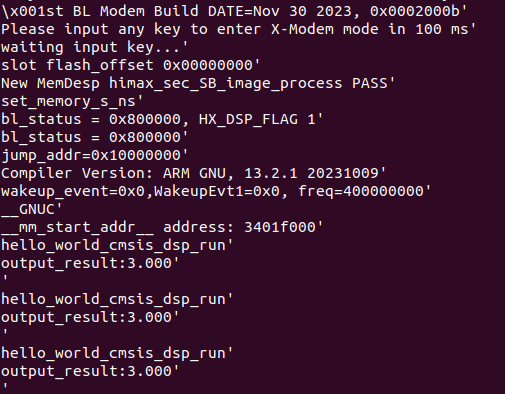 \x001st BL Modem Build DATE=Nov 30 2023, 0x0002000b'
Please input any key to enter X-Modem mode in 100 ms'
waiting input key...'
slot flash_offset 0x00000000'
New MemDesp himax_sec_SB_image_process PASS'
set_memory_s_ns'
bl_status = 0x800000, HX_DSP_FLAG 1'
bl_status = 0x800000'
jump_addr=0x10000000'
Compiler Version: ARM GNU, 13.2.1 20231009'
wakeup_event=0x0,WakeupEvt1=0x0, freq=400000000'
__GNUC'
__mm_start_addr__ address: 3401f000'
hello_world_cmsis_dsp_run'
output_result:3.000'
'
hello_world_cmsis_dsp_run'
output_result:3.000'
'
hello_world_cmsis_dsp_run'
output_result:3.000'
'